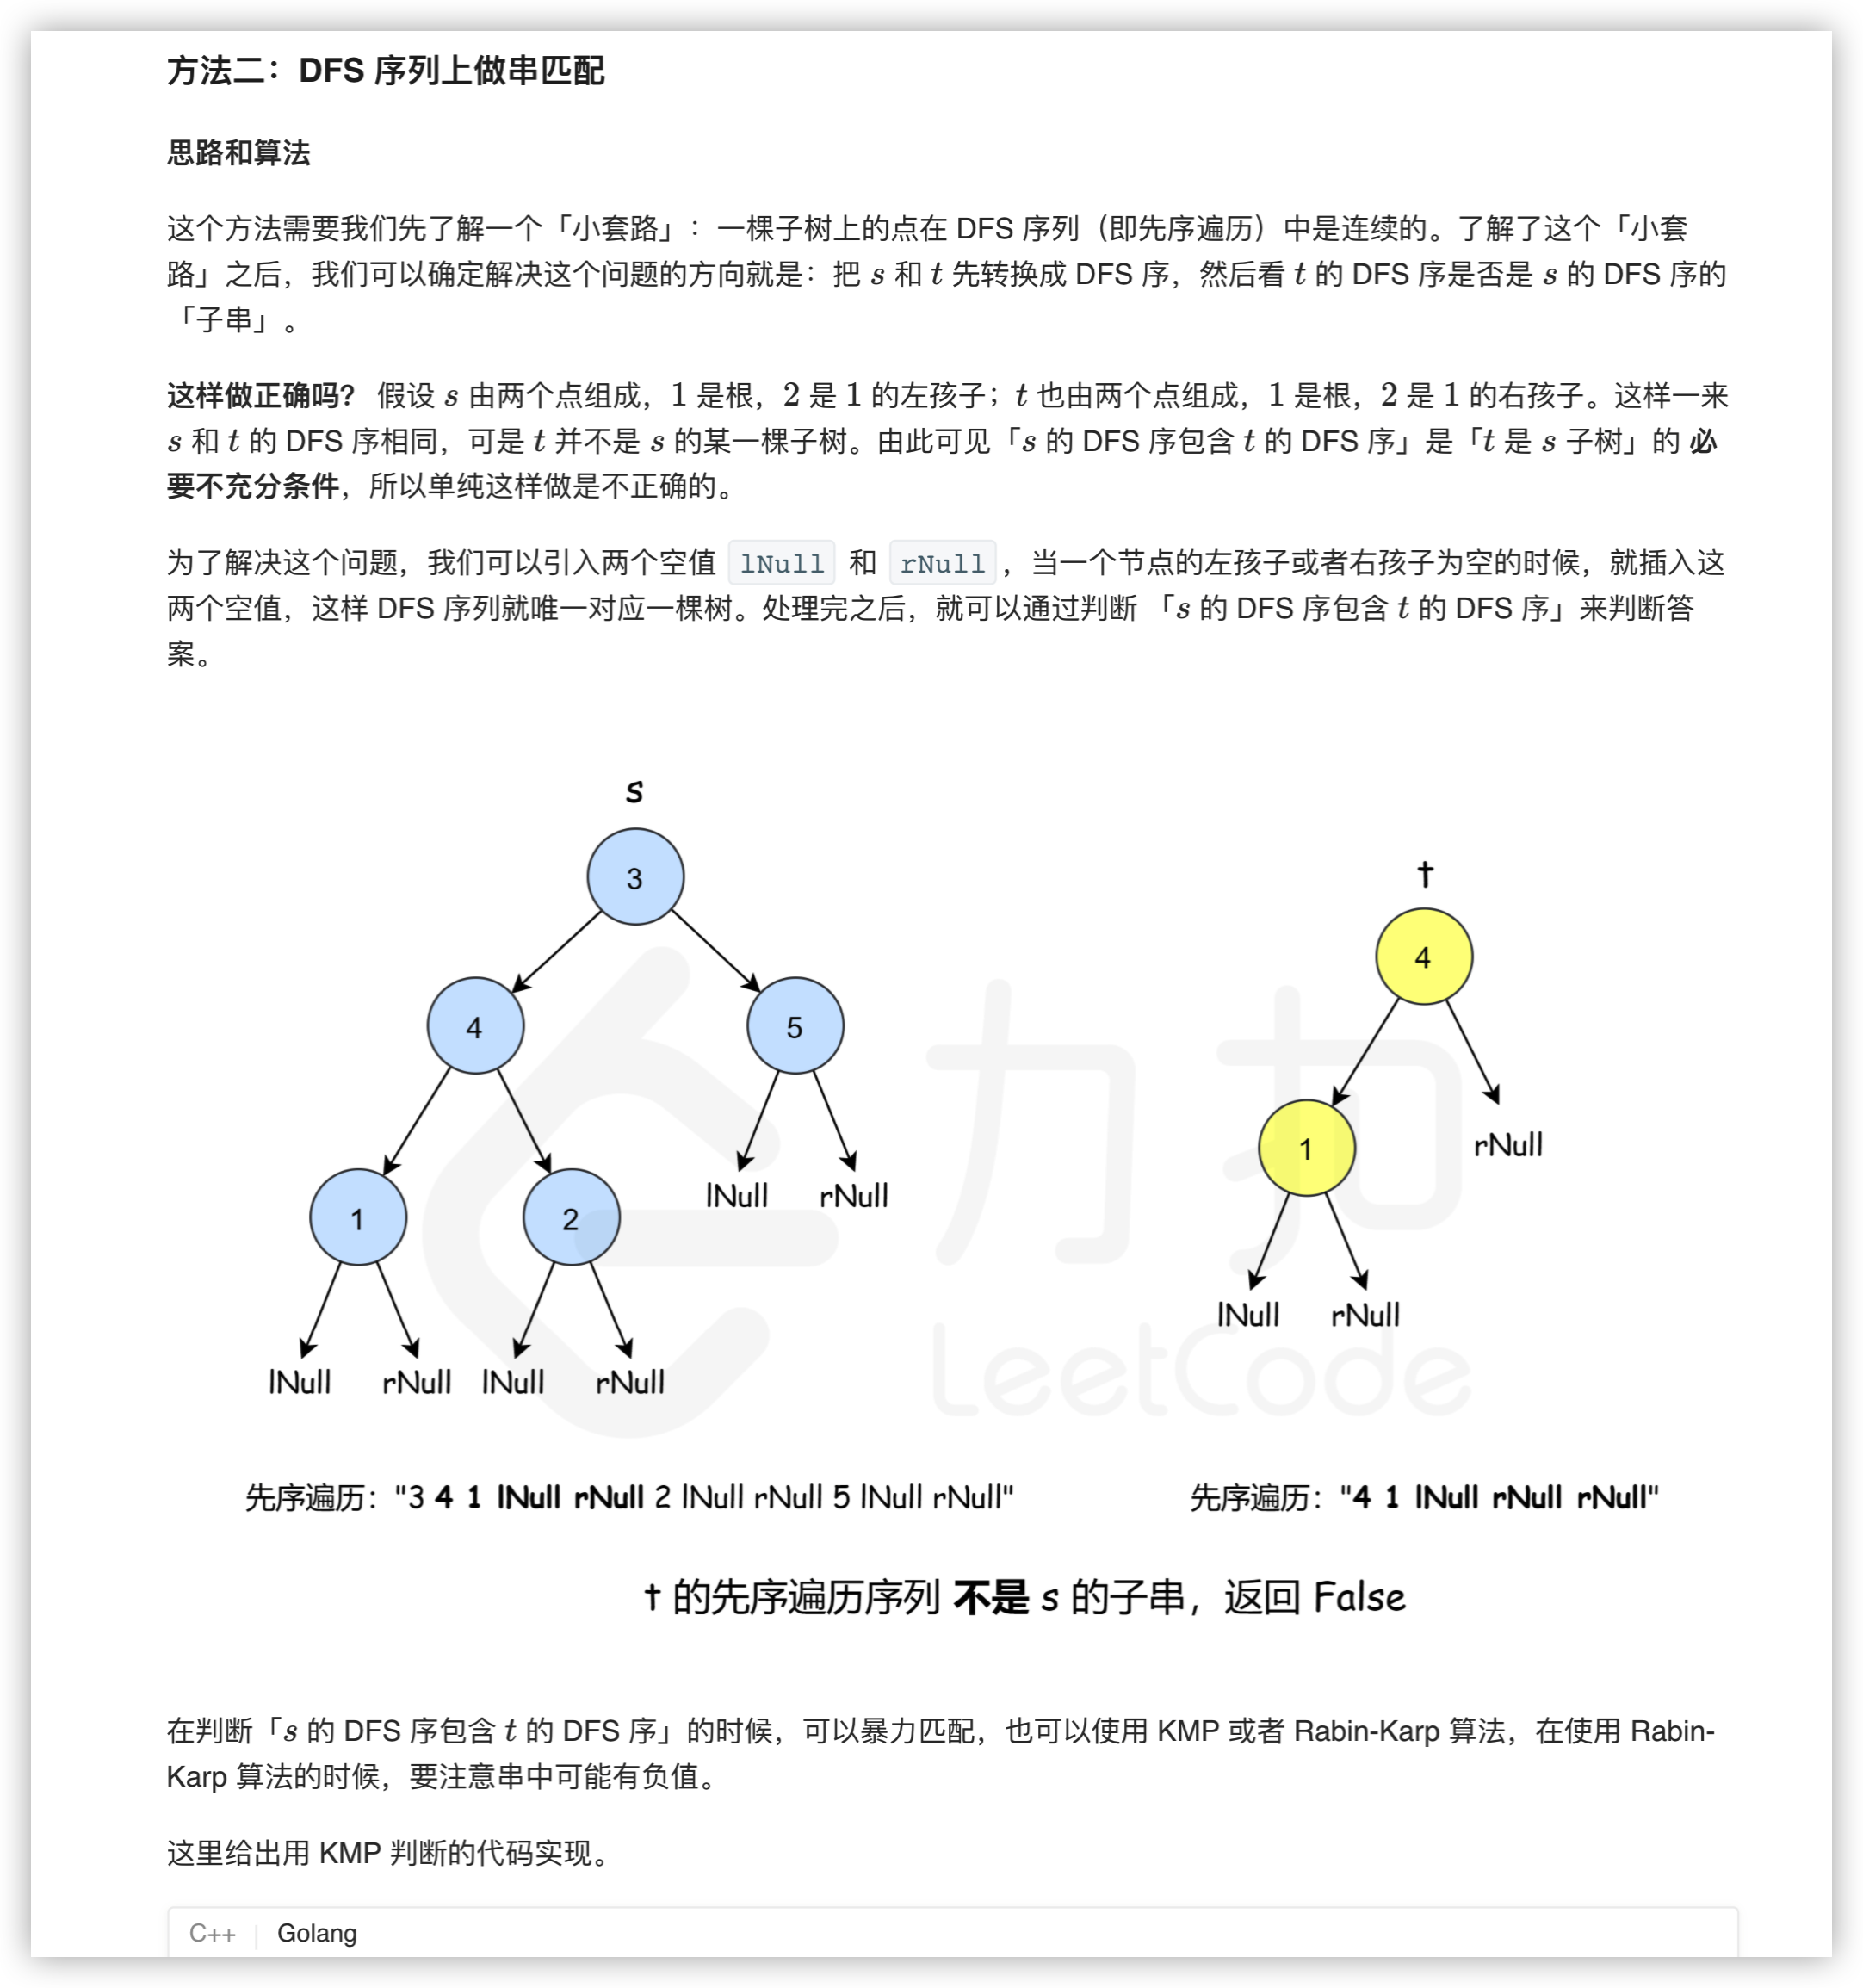 方法二：DFS 序列上做串匹配
思路和算法
这个方法需要我们先了解一个「小套路」：一棵子树上的点在 DFS 序列（即先序遍历）中是连续的。了解了这个「小套
路」之后，我们可以确定解决这个问题的方向就是：把 s 和 t 先转换成 DFS 序，然后看 t 的 DFS 序是否是 s 的 DFS 序的
「子串」。
这样做正确吗？ 假设 s 由两个点组成，1 是根，2 是 1 的左孩子；t 也由两个点组成，1 是根，2 是 1 的右孩子。这样一来
s 和 t 的 DFS 序相同，可是 t 并不是 s 的某一棵子树。由此可见「s 的 DFS 序包含 t 的 DFS 序」是「t 是 s 子树」的 必
要不充分条件，所以单纯这样做是不正确的。
为了解决这个问题，我们可以引入两个空值 lNull 和 rNull，当一个节点的左孩子或者右孩子为空的时候，就插入这
两个空值，这样 DFS 序列就唯一对应一棵树。处理完之后，就可以通过判断 「s 的 DFS 序包含 t 的 DFS 序」来判断答
案。
s
3
t
4
4 5
1 rNull
lNull rNull
1 2
lNull rNull
lNull rNull lNull rNull
力扣
LeetCode
先序遍历："3 4 1 lNull rNull 2 lNull rNull 5 lNull rNull"
先序遍历："4 1 lNull rNull rNull"
t 的先序遍历序列 不是 s 的子串，返回 False
在判断「s 的 DFS 序包含 t 的 DFS 序」的时候，可以暴力匹配，也可以使用 KMP 或者 Rabin-Karp 算法，在使用 Rabin-
Karp 算法的时候，要注意串中可能有负值。
这里给出用 KMP 判断的代码实现。
C++ Golang